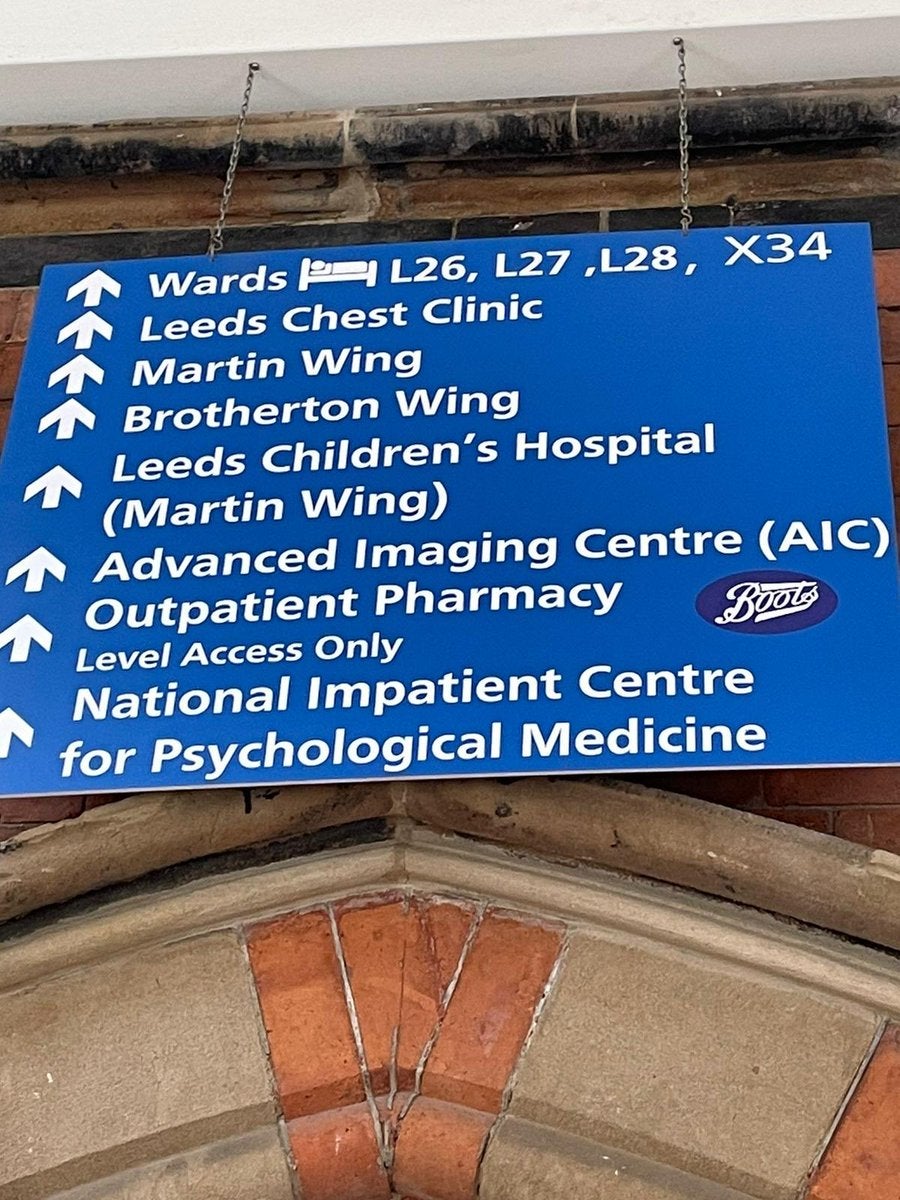 Wards L26, L27 ,L28, X34
Leeds Chest Clinic
Martin Wing
Brotherton Wing
Leeds Children's Hospital
(Martin Wing)
Advanced Imaging Centre (AIC)
Outpatient Pharmacy Boots
Level Access Only
National Impatient Centre
for Psychological Medicine